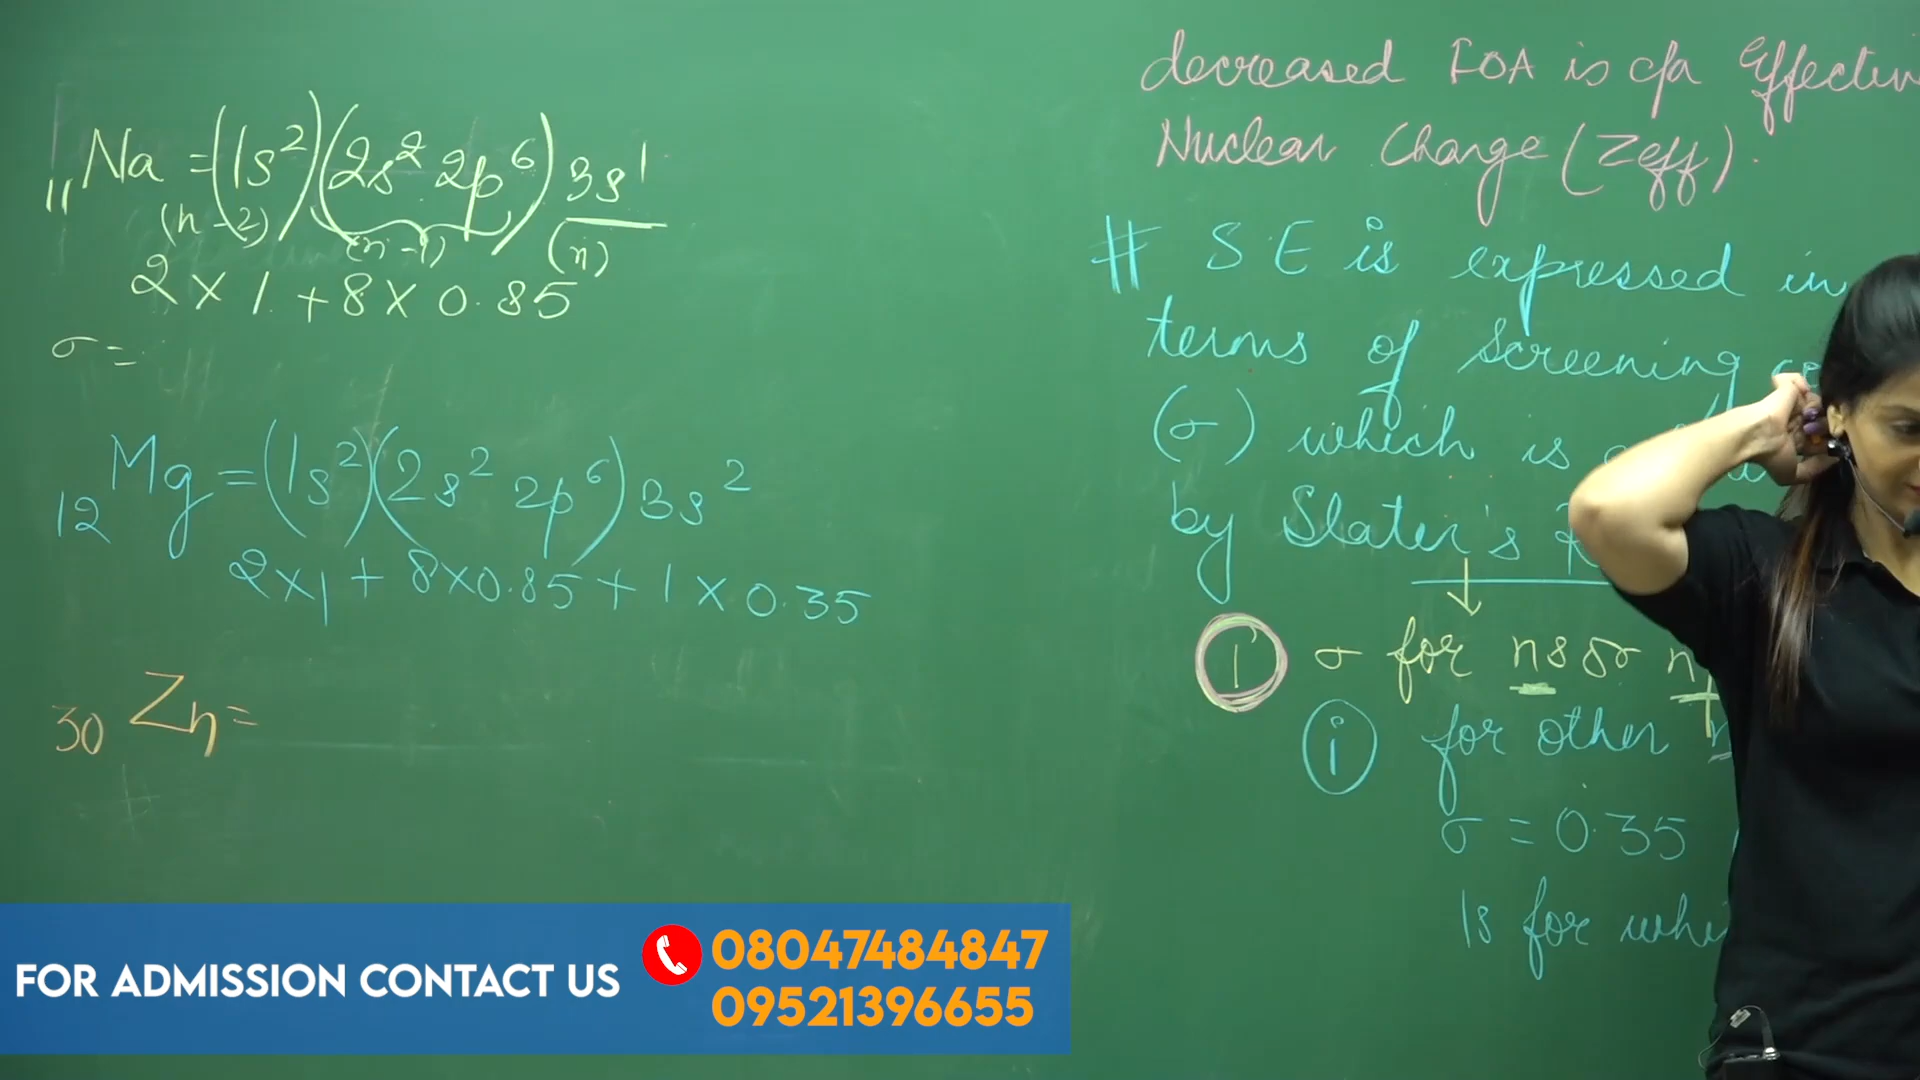 11Na = (1s²)(2s² 2p⁶) 3s¹
(n-2) (n-1) (n)
2 × 1 + 8 × 0.85
σ =
12Mg = (1s²)(2s² 2p⁶) 3s²
2×1 + 8×0.85 + 1 × 0.35
30 Zn =
decreased FOA is c/a Effectiv
Nuclear Charge (Zeff).
# S.E is expressed in
terms of Screening
(σ) which is
by Slater's
1 σ for ns or
i for other
σ = 0.35
1s for whi
FOR ADMISSION CONTACT US
08047484847
09521396655